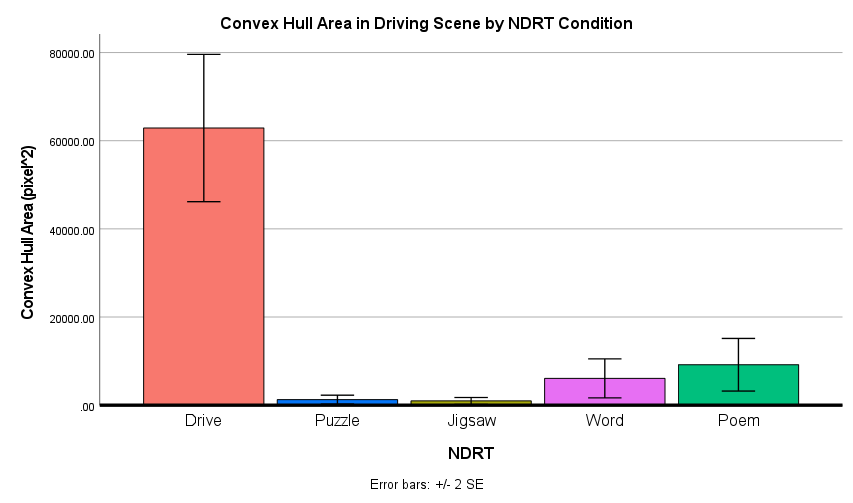 Convex Hull Area in Driving Scene by NDRT Condition
Convex Hull Area (pixel^2)
80000.00
60000.00
40000.00
20000.00
.00
Drive Puzzle Jigsaw Word Poem
NDRT
Error bars: +/- 2 SE